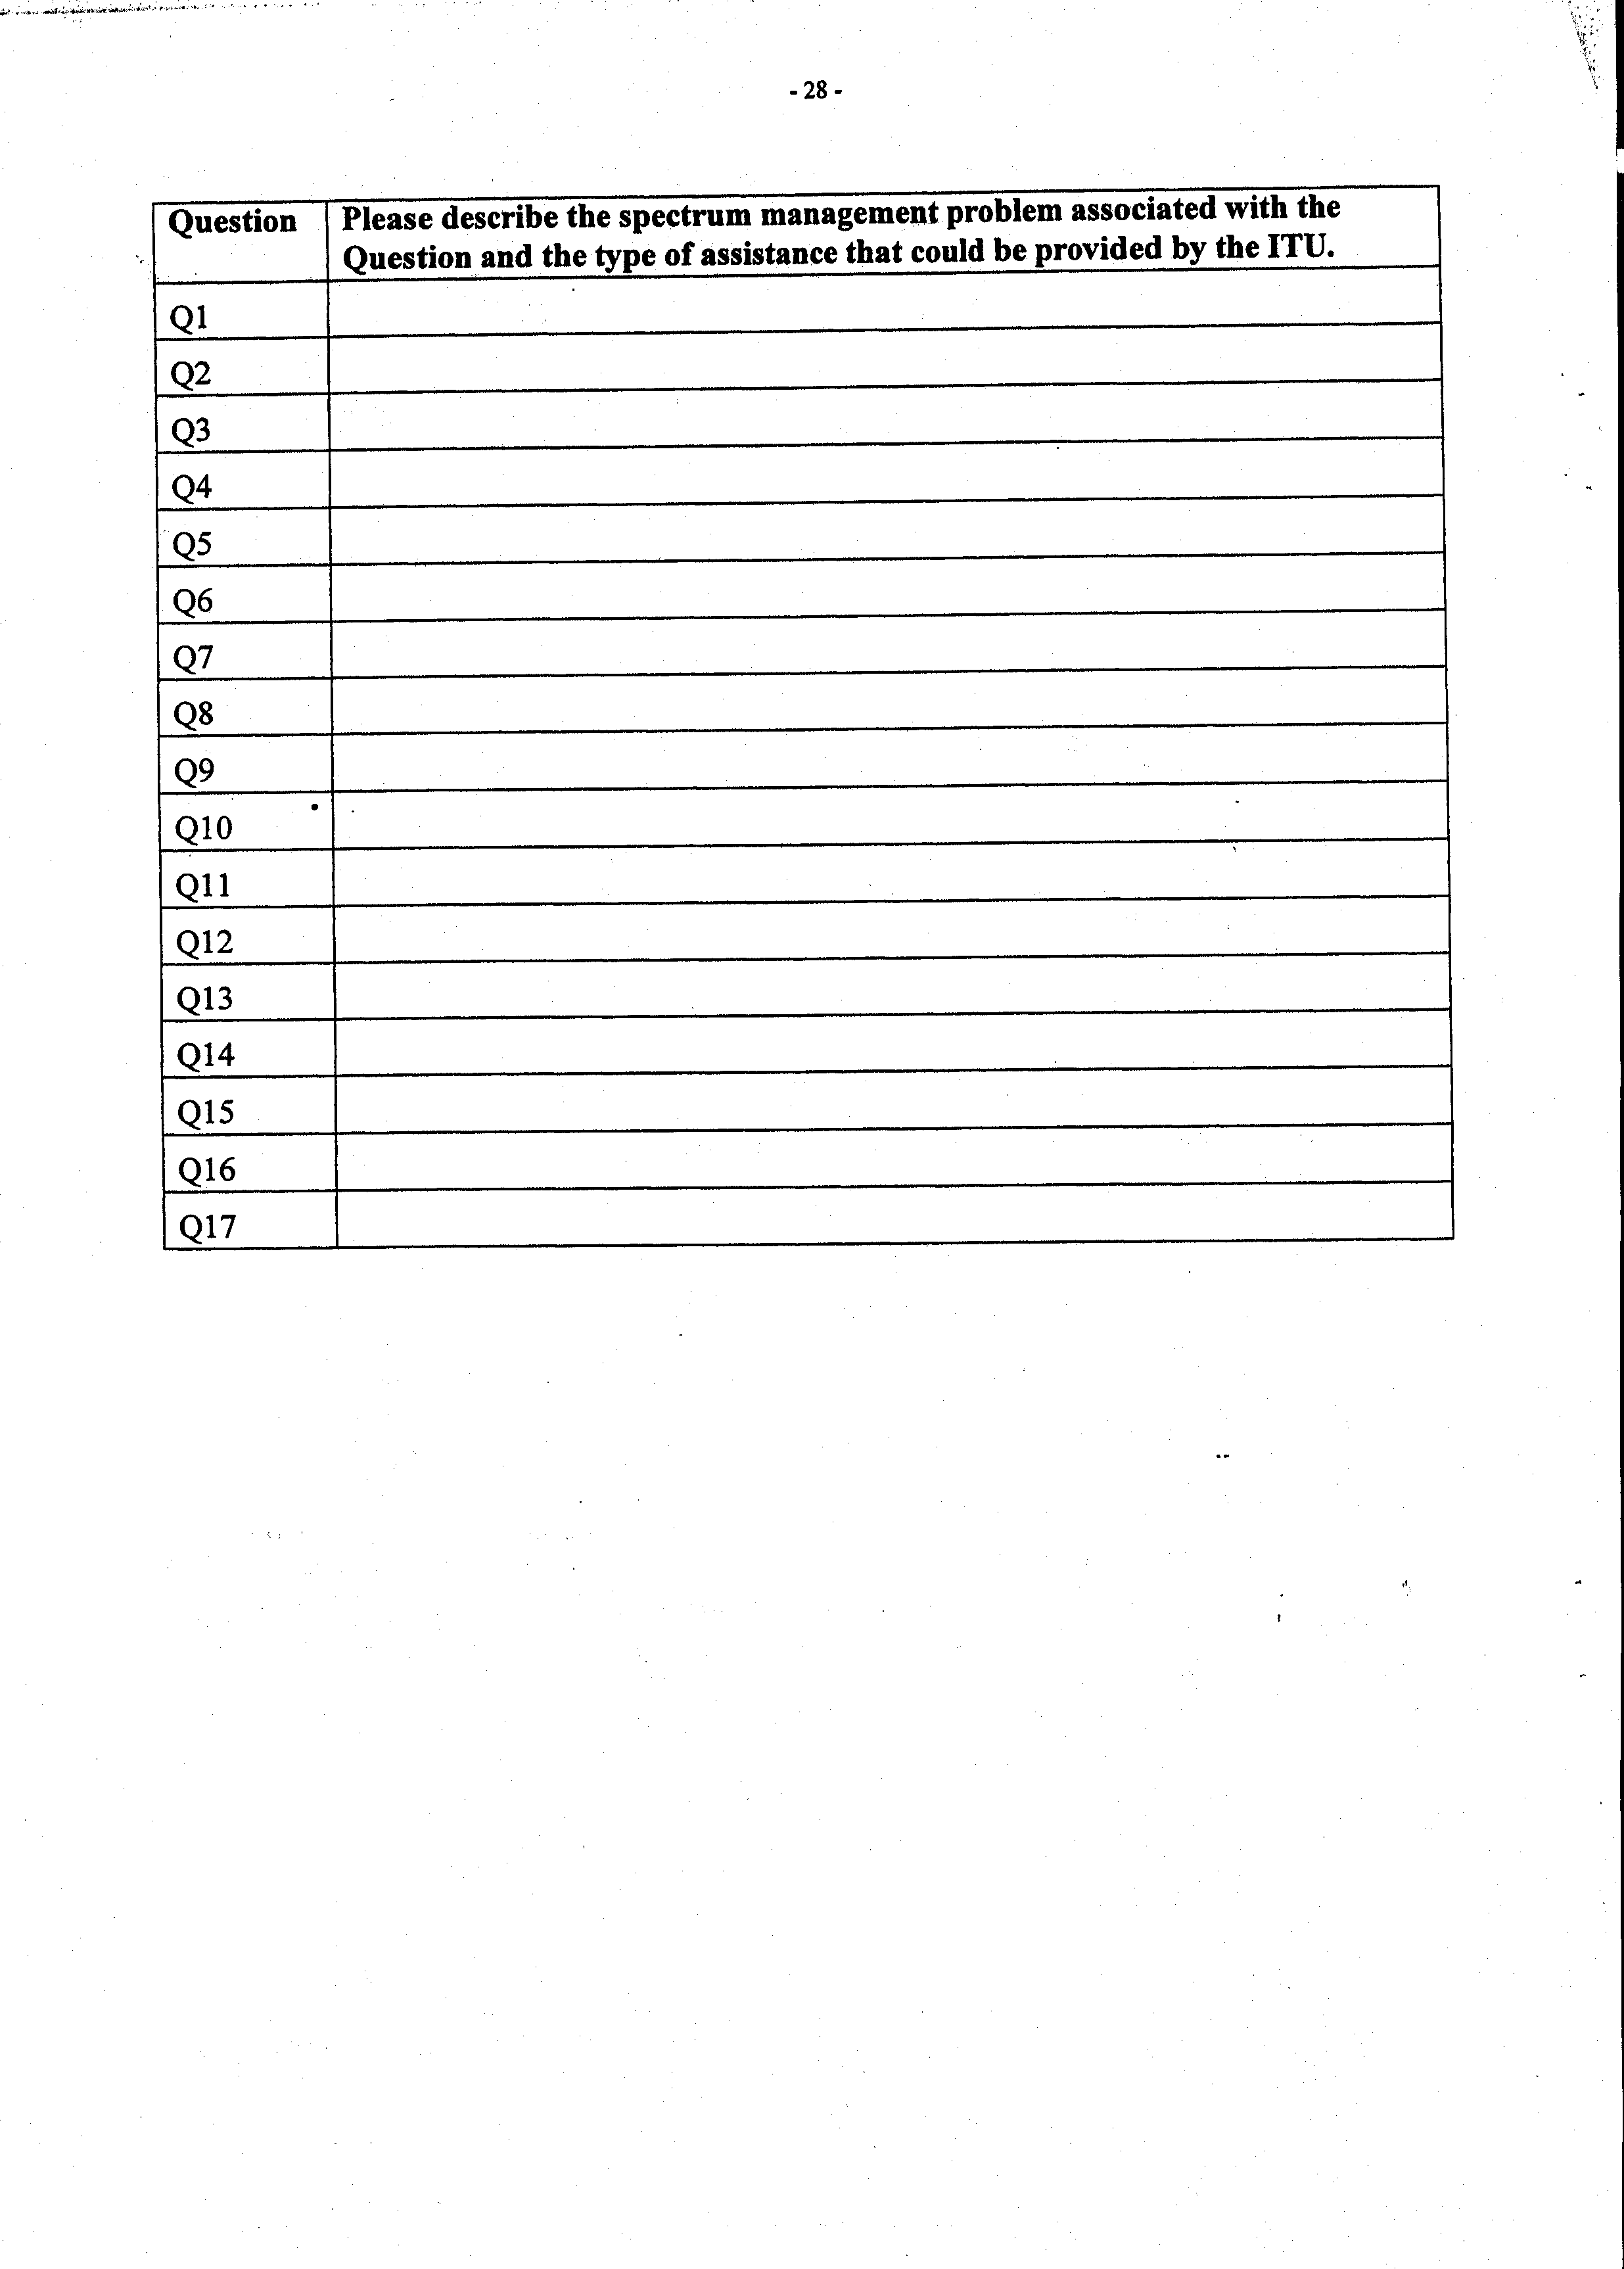 - 28 -
Question
Please describe the spectrum management problem associated with the
Question and the type of assistance that could be provided by the ITU.
Q1
Q2
Q3
Q4
Q5
Q6
Q7
Q8
Q9
Q10
Q11
Q12
Q13
Q14
Q15
Q16
Q17